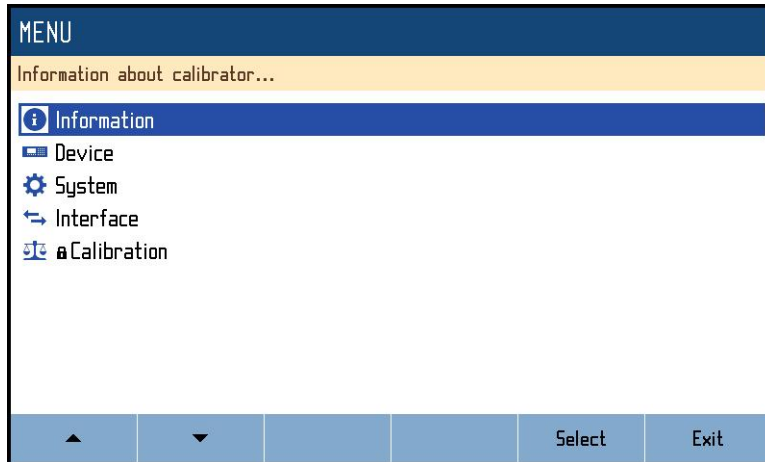 MENU
Information about calibrator...
Information
Device
System
Interface
Calibration
Select Exit